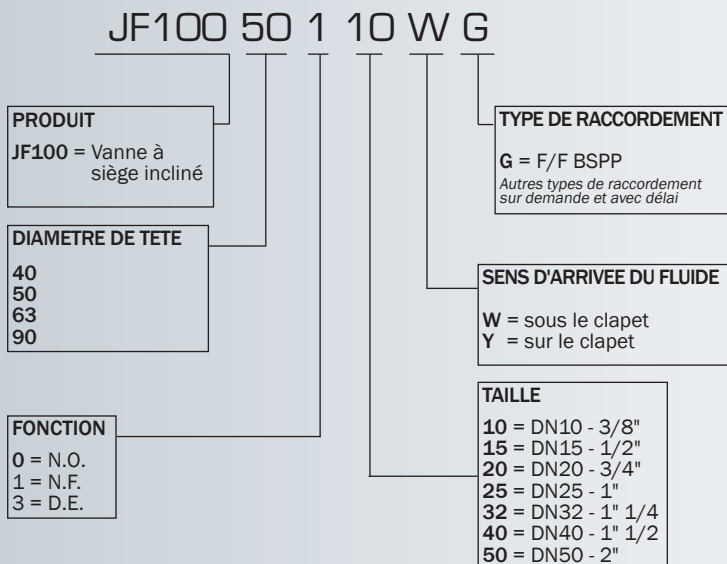 JF100 50 1 10 W G
PRODUIT
JF100 = Vanne à
siège incliné
DIAMETRE DE TETE
40
50
63
90
FONCTION
0 = N.O.
1 = N.F.
3 = D.E.
TYPE DE RACCORDEMENT
G = F/F BSPP
Autres types de raccordement
sur demande et avec délai
SENS D'ARRIVEE DU FLUIDE
W = sous le clapet
Y = sur le clapet
TAILLE
10 = DN10 - 3/8"
15 = DN15 - 1/2"
20 = DN20 - 3/4"
25 = DN25 - 1"
32 = DN32 - 1" 1/4
40 = DN40 - 1" 1/2
50 = DN50 - 2"